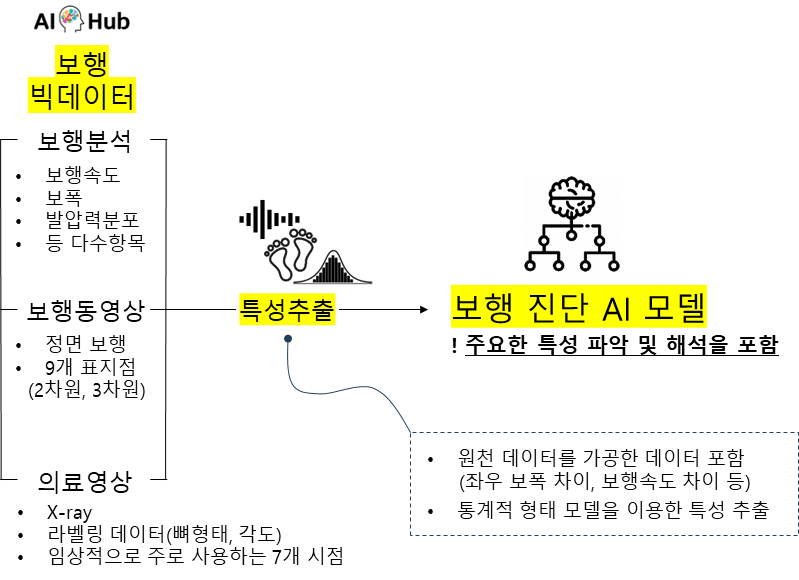 AI Hub
보행
빅데이터
보행분석
• 보행속도
• 보폭
• 발압력분포
• 등 다수항목
보행동영상
• 정면 보행
• 9개 표지점
(2차원, 3차원)
의료영상
• X-ray
• 라벨링 데이터(뼈형태, 각도)
• 임상적으로 주로 사용하는 7개 시점
특성추출
보행 진단 AI 모델
! 주요한 특성 파악 및 해석을 포함
• 원천 데이터를 가공한 데이터 포함
(좌우 보폭 차이, 보행속도 차이 등)
• 통계적 형태 모델을 이용한 특성 추출